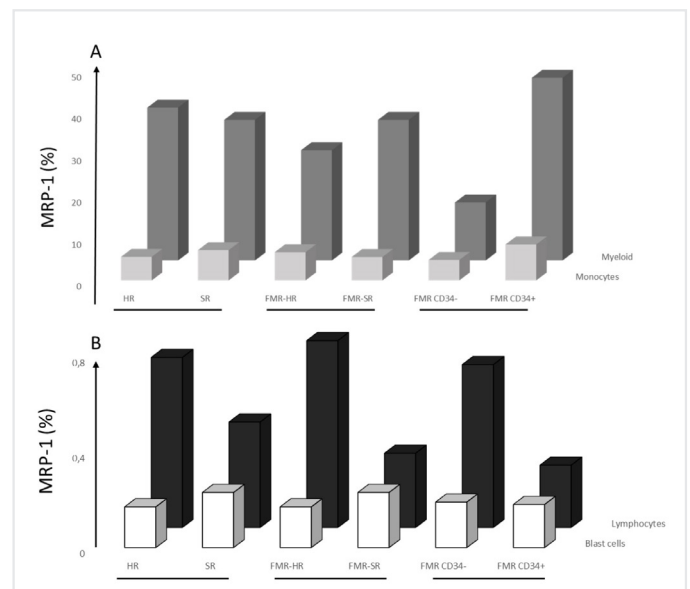 A
50
40
30
20
10
0
MRP-1 (%)
Myeloid
Monocytes
HR SR FMR-HR FMR-SR FMR CD34- FMR CD34+
B
0,8
0,4
0
MRP-1 (%)
Lymphocytes
Blast cells
HR SR FMR-HR FMR-SR FMR CD34- FMR CD34+